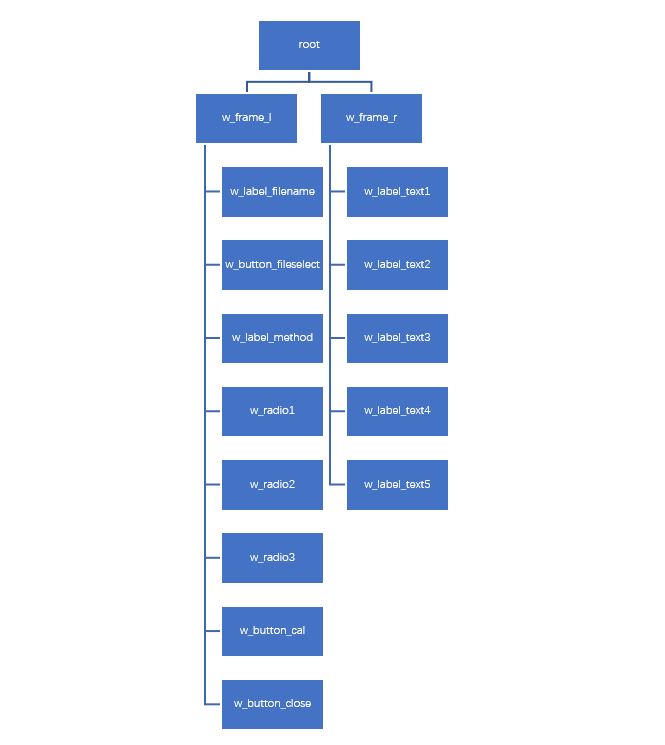 root
w_frame_l
w_frame_r
w_label_filename
w_label_text1
w_button_fileselect
w_label_text2
w_label_method
w_label_text3
w_radio1
w_label_text4
w_radio2
w_label_text5
w_radio3
w_button_cal
w_button_close